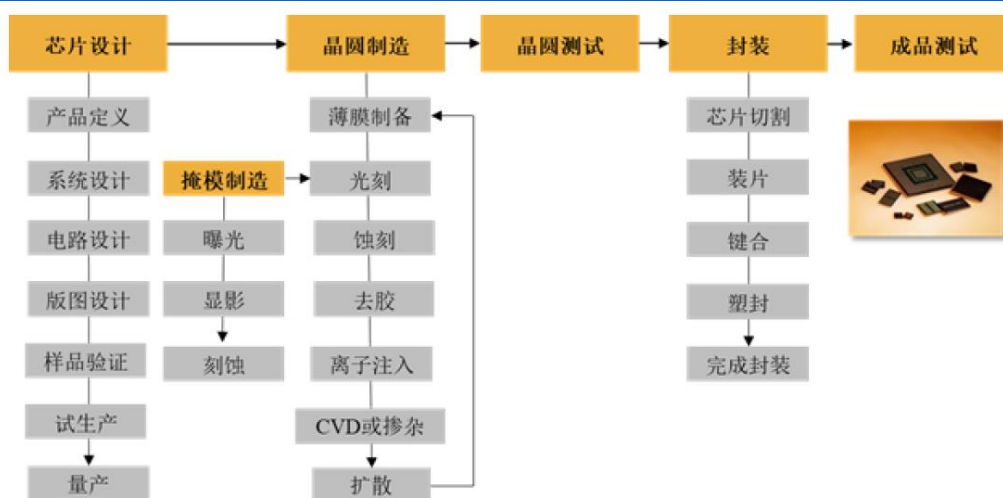 芯片设计
晶圆制造
晶圆测试
封装
成品测试
产品定义
系统设计
电路设计
版图设计
样品验证
试生产
量产
掩模制造
曝光
显影
刻蚀
薄膜制备
光刻
蚀刻
去胶
离子注入
CVD或掺杂
扩散
芯片切割
装片
键合
塑封
完成封装